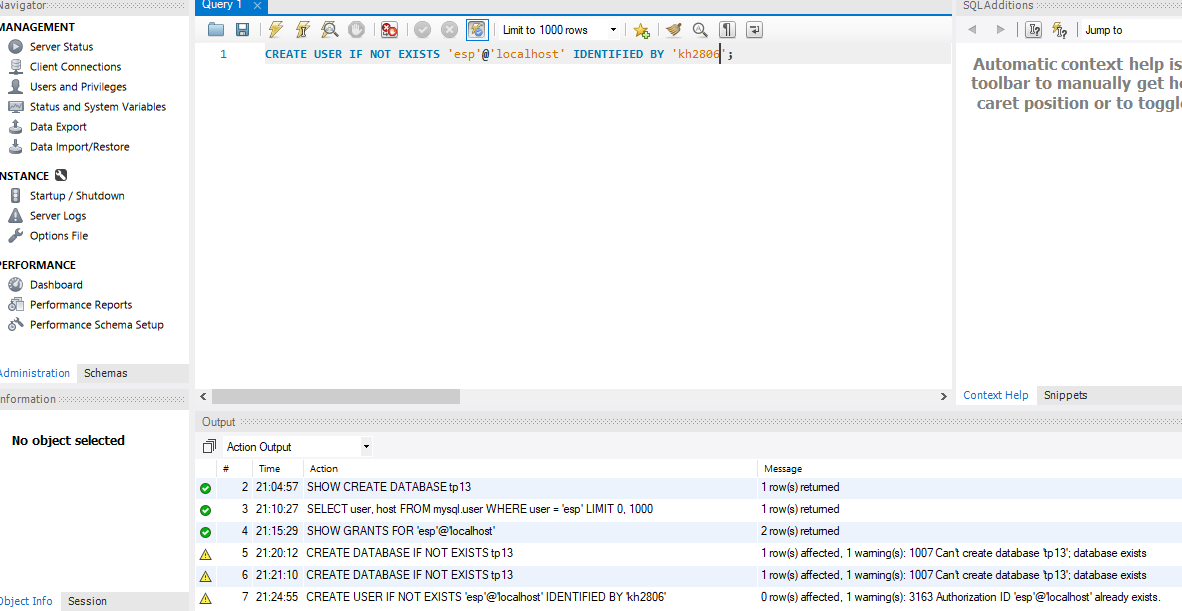 Navigator
MANAGEMENT
Server Status
Client Connections
Users and Privileges
Status and System Variables
Data Export
Data Import/Restore
INSTANCE
Startup / Shutdown
Server Logs
Options File
PERFORMANCE
Dashboard
Performance Reports
Performance Schema Setup
Administration Schemas
Information
No object selected
Object Info Session
Query 1
Limit to 1000 rows
1 CREATE USER IF NOT EXISTS 'esp'@'localhost' IDENTIFIED BY 'kh2806';
SQLAdditions
Jump to
Automatic context help is
toolbar to manually get
caret position or to toggle
Context Help Snippets
Output
Action Output
# Time Action Message
2 21:04:57 SHOW CREATE DATABASE tp13 1 row(s) returned
3 21:10:27 SELECT user, host FROM mysql.user WHERE user = 'esp' LIMIT 0, 1000 1 row(s) returned
4 21:15:29 SHOW GRANTS FOR 'esp'@'localhost' 2 row(s) returned
5 21:20:12 CREATE DATABASE IF NOT EXISTS tp13 1 row(s) affected, 1 warning(s): 1007 Can't create database 'tp13'; database exists
6 21:21:10 CREATE DATABASE IF NOT EXISTS tp13 1 row(s) affected, 1 warning(s): 1007 Can't create database 'tp13'; database exists
7 21:24:55 CREATE USER IF NOT EXISTS 'esp'@'localhost' IDENTIFIED BY 'kh2806' 0 row(s) affected, 1 warning(s): 3163 Authorization ID 'esp'@'localhost' already exists.